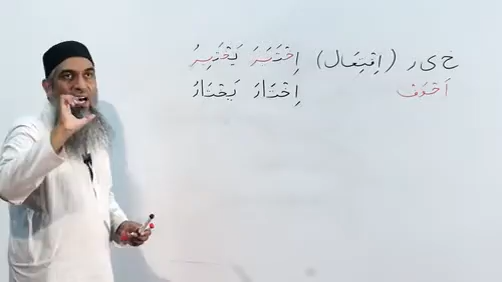 خ ى ر (اِفْتِعَال) اِخْتَيَرَ يَخْتَيِرُ
اَجْوَف اِخْتَارَ يَخْتَارُ